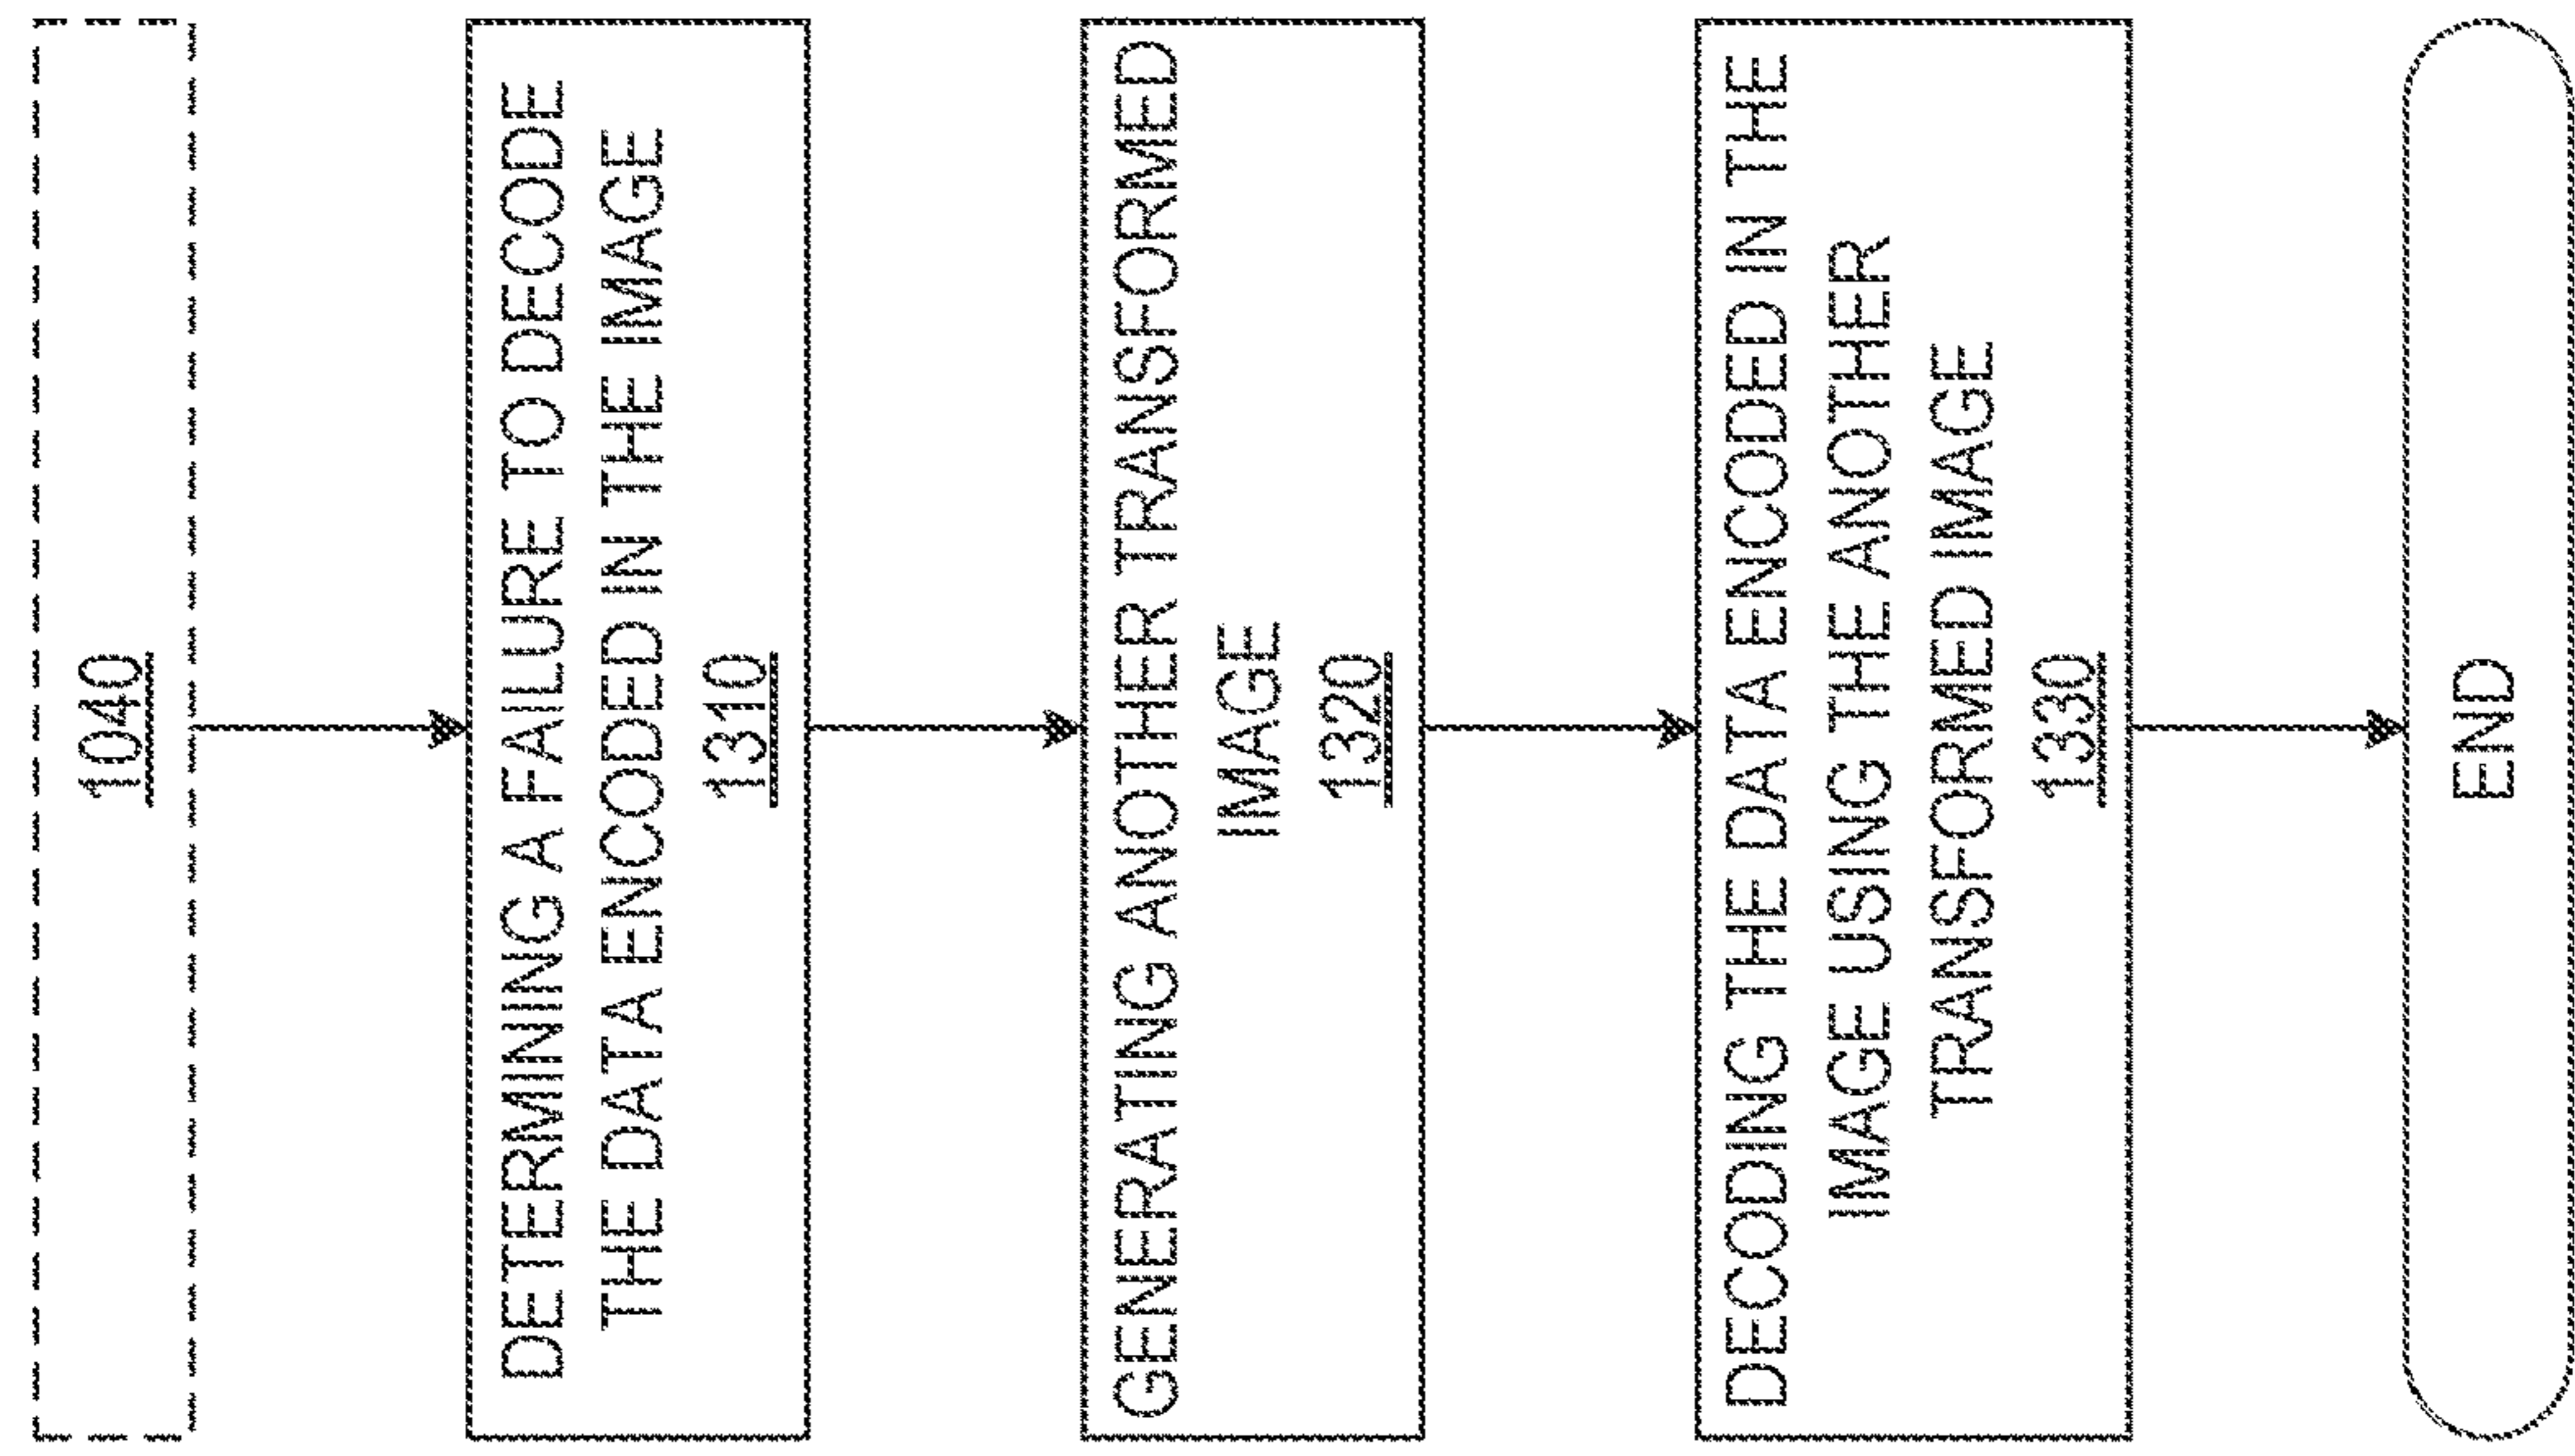 1040
DETERMINING A FAILURE TO DECODE
THE DATA ENCODED IN THE IMAGE
1310
GENERATING ANOTHER TRANSFORMED
IMAGE
1320
DECODING THE DATA ENCODED IN THE
IMAGE USING THE ANOTHER
TRANSFORMED IMAGE
1330
END